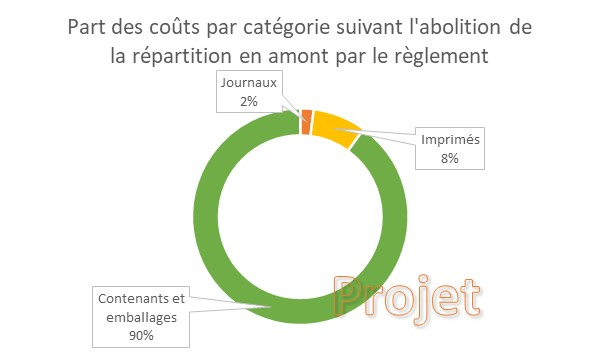 Part des coûts par catégorie suivant l'abolition de
la répartition en amont par le règlement
Journaux
2%
Imprimés
8%
Contenants et
emballages
90%
Projet